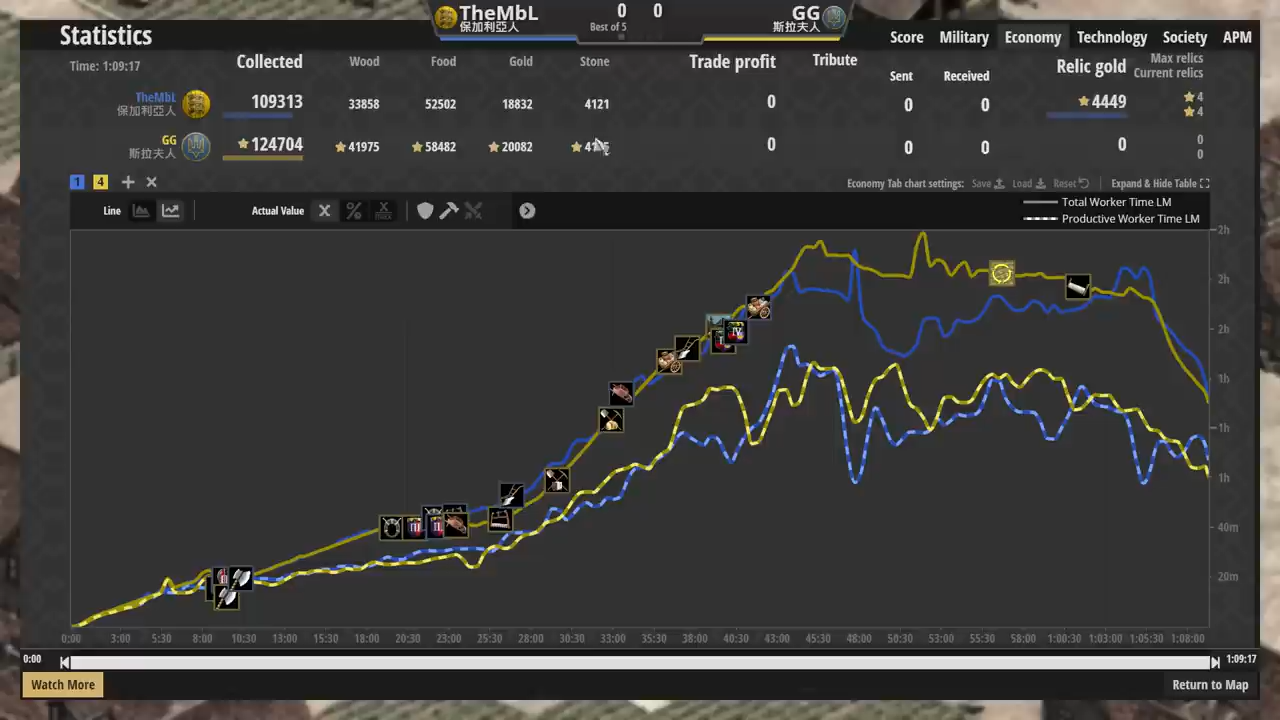 TheMbL 0 0 GG
保加利亞人 Best of 5 斯拉夫人
Statistics
Score Military Economy Technology Society APM
Time: 1:09:17
Collected Wood Food Gold Stone Trade profit Tribute Sent Received Relic gold Max relics
Current relics
TheMbL
保加利亞人
109313 33858 52502 18832 4121 0 0 0 4449 4
4
GG
斯拉夫人
124704 41975 58482 20082 0 0 0 0 0
0
1 4
Economy Tab chart settings: Save Load Reset Expand & Hide Table
Line Actual Value
Total Worker Time LM
Productive Worker Time LM
2h
2h
2h
1h
1h
1h
40m
20m
0:00 3:00 5:30 8:00 10:30 13:00 15:30 18:00 20:30 23:00 25:30 28:00 30:30 33:00 35:30 38:00 40:30 43:00 45:30 48:00 50:30 53:00 55:30 58:00 1:00:30 1:03:00 1:05:30 1:08:00
0:00 1:09:17
Watch More Return to Map